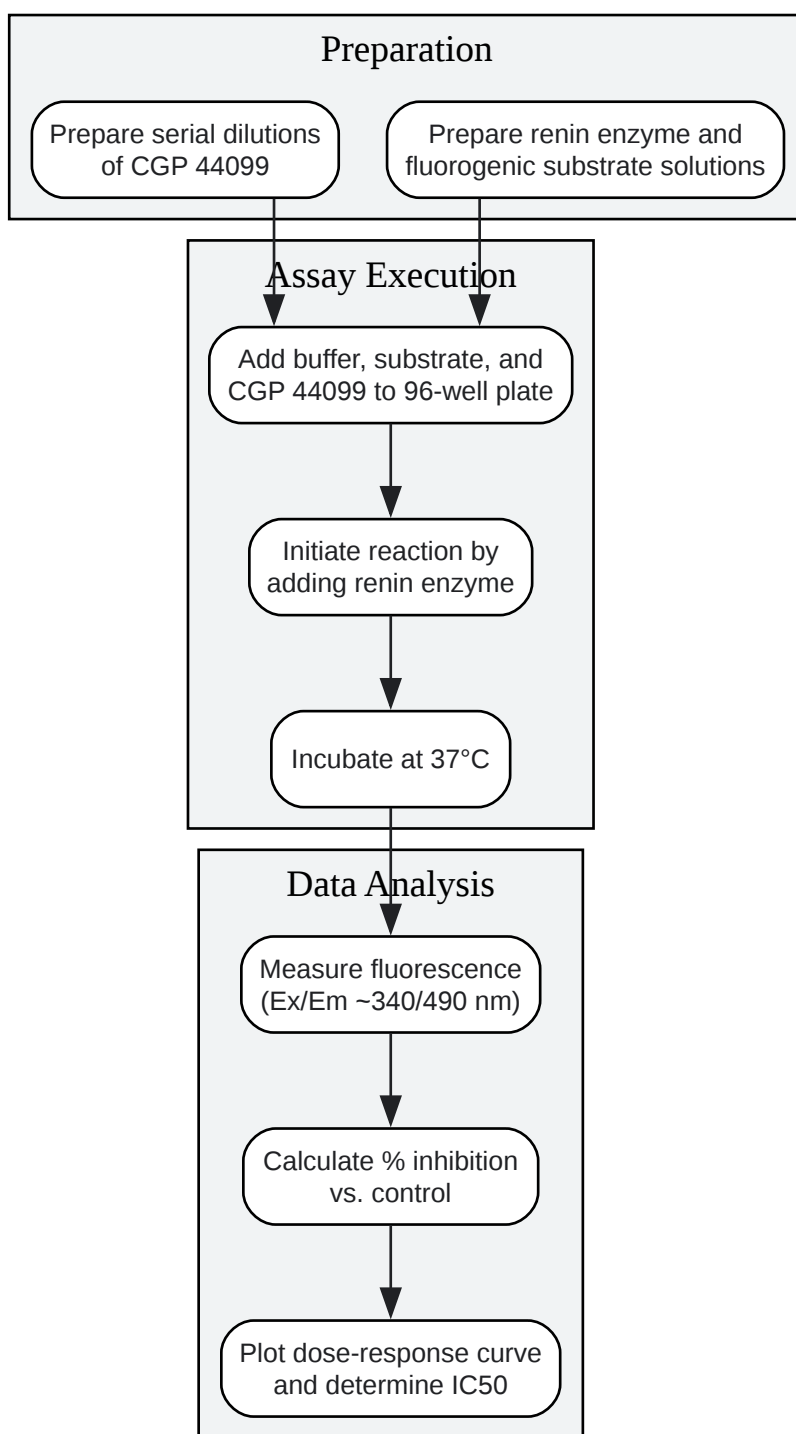 Preparation
Prepare serial dilutions
of CGP 44099
Prepare renin enzyme and
fluorogenic substrate solutions
Assay Execution
Add buffer, substrate, and
CGP 44099 to 96-well plate
Initiate reaction by
adding renin enzyme
Incubate at 37°C
Data Analysis
Measure fluorescence
(Ex/Em ~340/490 nm)
Calculate % inhibition
vs. control
Plot dose-response curve
and determine IC50